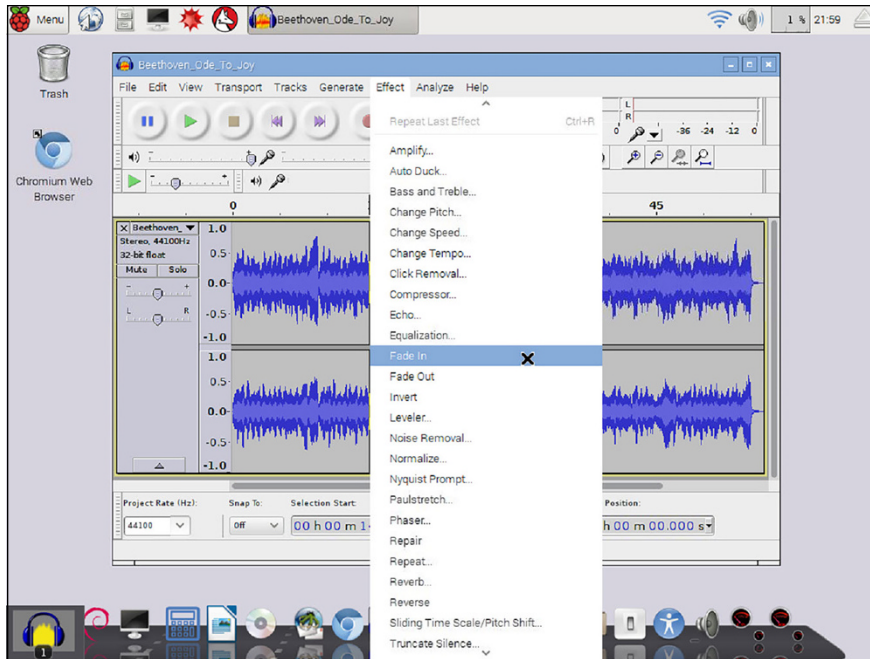 Menu
Beethoven_Ode_To_Joy
1 %
21:59
Trash
Chromium Web
Browser
Beethoven_Ode_To_Joy
File Edit View Transport Tracks Generate Effect Analyze Help
Repeat Last Effect Ctrl+R
Amplify...
Auto Duck...
Bass and Treble...
Change Pitch...
Change Speed...
Change Tempo...
Click Removal...
Compressor...
Echo...
Equalization...
Fade In
Fade Out
Invert
Leveler...
Noise Removal...
Normalize...
Nyquist Prompt...
Paulstretch...
Phaser...
Repair
Repeat...
Reverb...
Reverse
Sliding Time Scale/Pitch Shift...
Truncate Silence...
L
R
0 -36 -24 -12 0
0 45
X Beethoven_
Stereo, 44100Hz
32-bit float
Mute Solo
- +
L R
1.0
0.5
0.0
-0.5
-1.0
1.0
0.5
0.0
-0.5
-1.0
Project Rate (Hz): Snap To: Selection Start: Position:
44100 Off 00 h 00 m 1 h 00 m 00.000 s
1